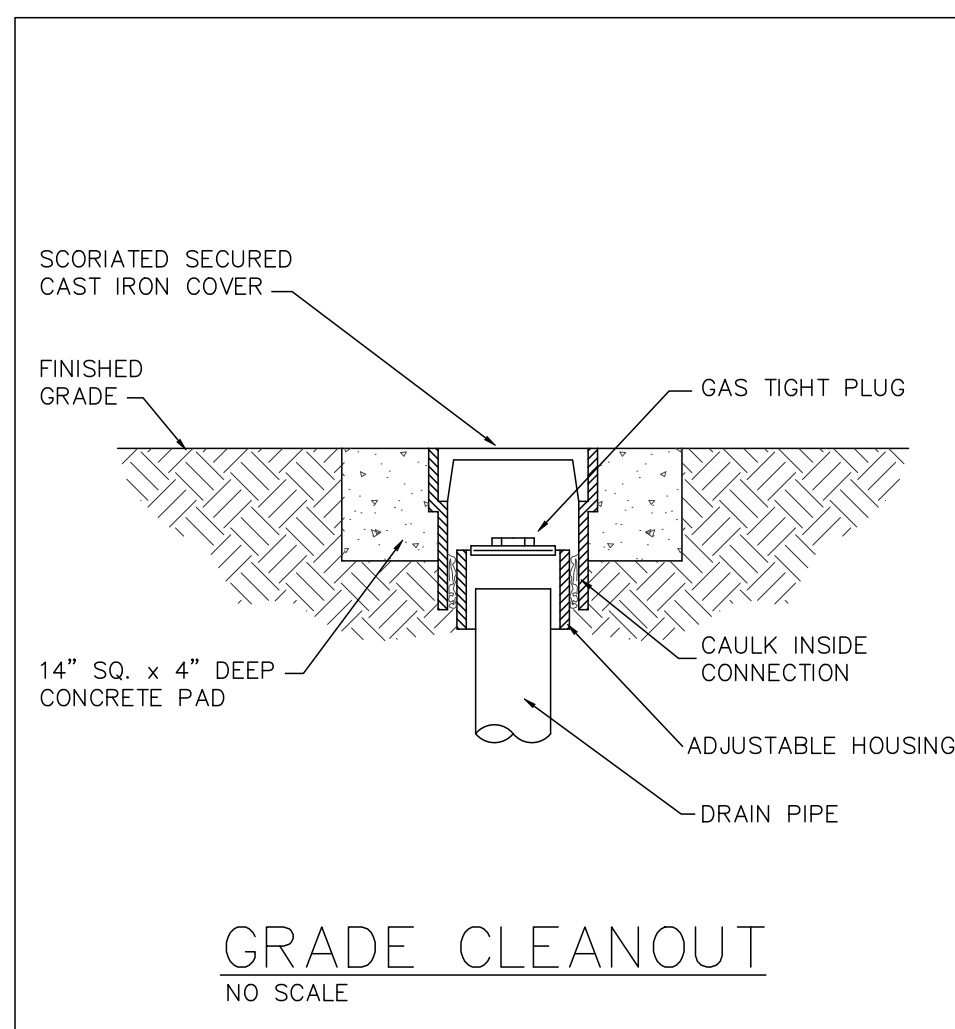 SCORIATED SECURED
CAST IRON COVER
FINISHED
GRADE
GAS TIGHT PLUG
14” SQ. x 4” DEEP
CONCRETE PAD
CAULK INSIDE
CONNECTION
ADJUSTABLE HOUSING
DRAIN PIPE
GRADE CLEANOUT
NO SCALE